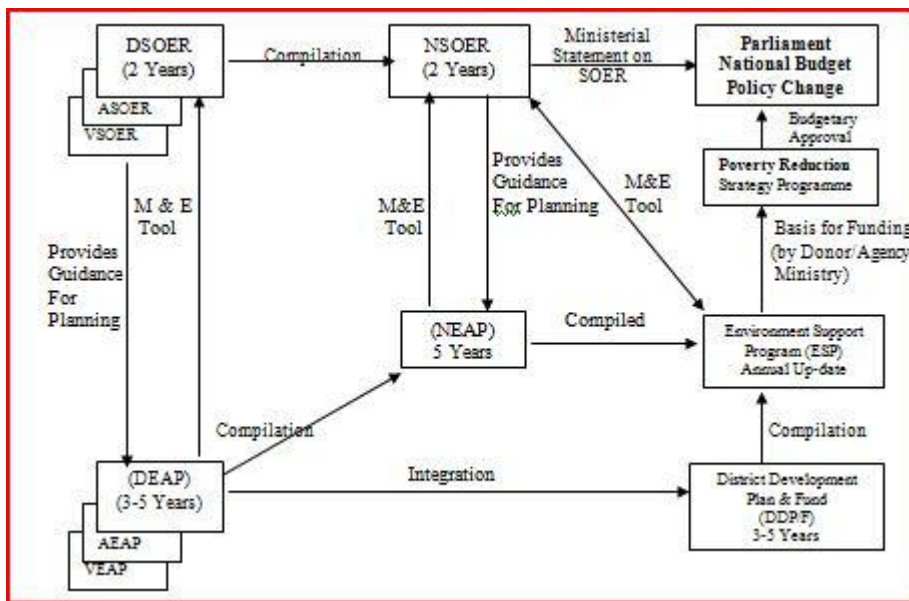 DSOER
(2 Years)
ASOER
VSOER
Compilation
NSOER
(2 Years)
Ministerial
Statement on
SOER
Parliament
National Budget
Policy Change
Budgetary
Approval
Poverty Reduction
Strategy Programme
Provides
Guidance
For
Planning
M & E
Tool
M&E
Tool
Provides
Guidance
For Planning
M&E
Tool
Basis for Funding
(by Donor/Agency
Ministry)
(NEAP)
5 Years
Compiled
Environment Support
Program (ESP)
Annual Up-date
Compilation
Compilation
(DEAP)
(3-5 Years)
AEAP
VEAP
Integration
District Development
Plan & Fund
(DDP/F)
3-5 Years